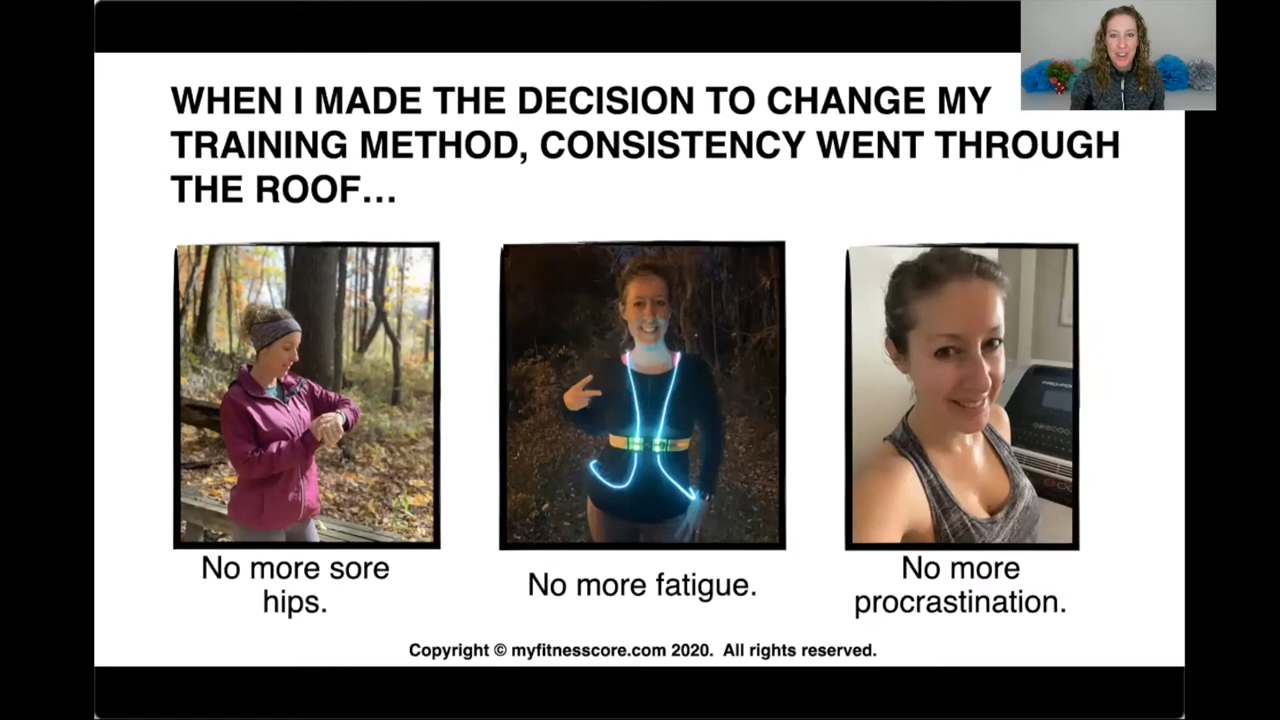 WHEN I MADE THE DECISION TO CHANGE MY
TRAINING METHOD, CONSISTENCY WENT THROUGH
THE ROOF...
No more sore
hips.
No more fatigue.
No more
procrastination.
Copyright © myfitnesscore.com 2020. All rights reserved.